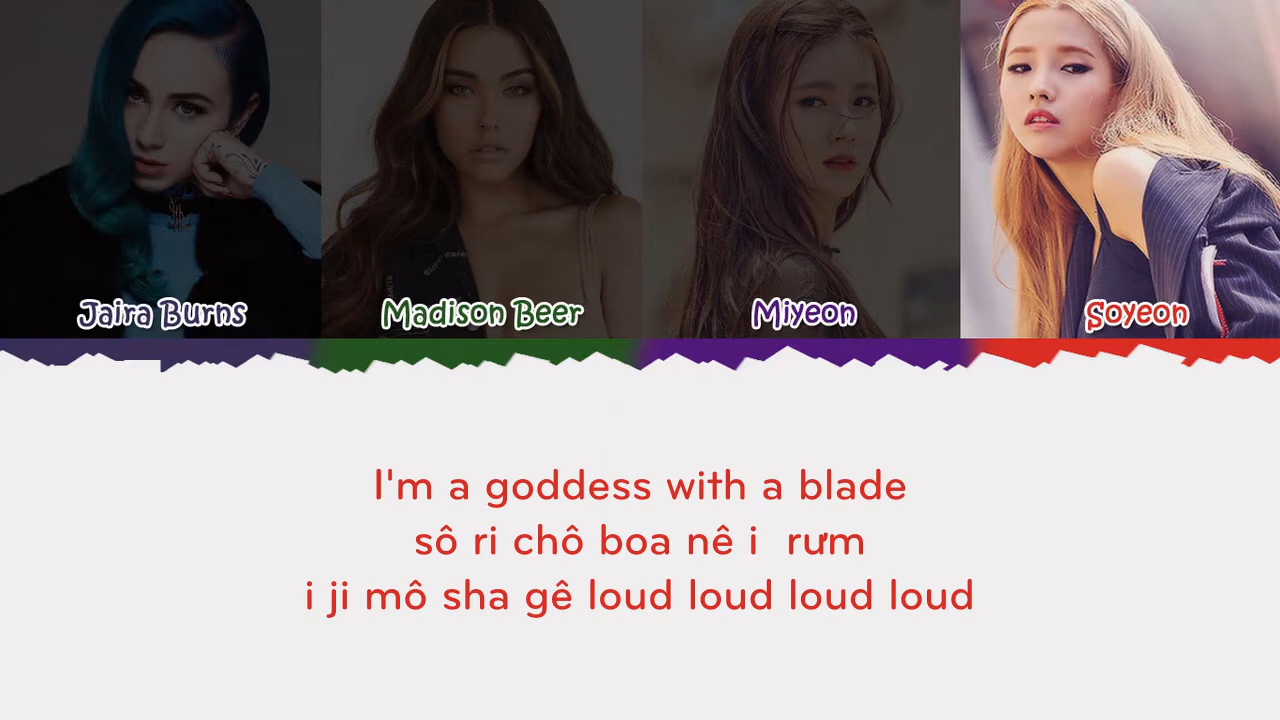 Jaira Burns
Madison Beer
Miyeon
Soyeon
I'm a goddess with a blade
sô ri chô boa nê i rưm
i ji mô sha gê loud loud loud loud